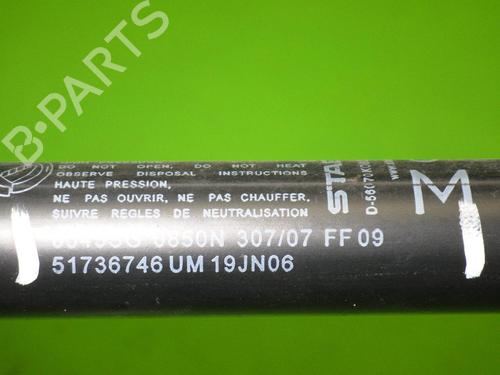 B-PARTS
DO NOT OPEN, DO NOT HEAT
OBSERVE DISPOSAL INSTRUCTIONS
HAUTE PRESSION,
NE PAS OUVRIR, NE PAS CHAUFFER,
SUIVRE REGLES DE NEUTRALISATION
0850N 307/07 FF 09
51736746 UM 19JN06
M